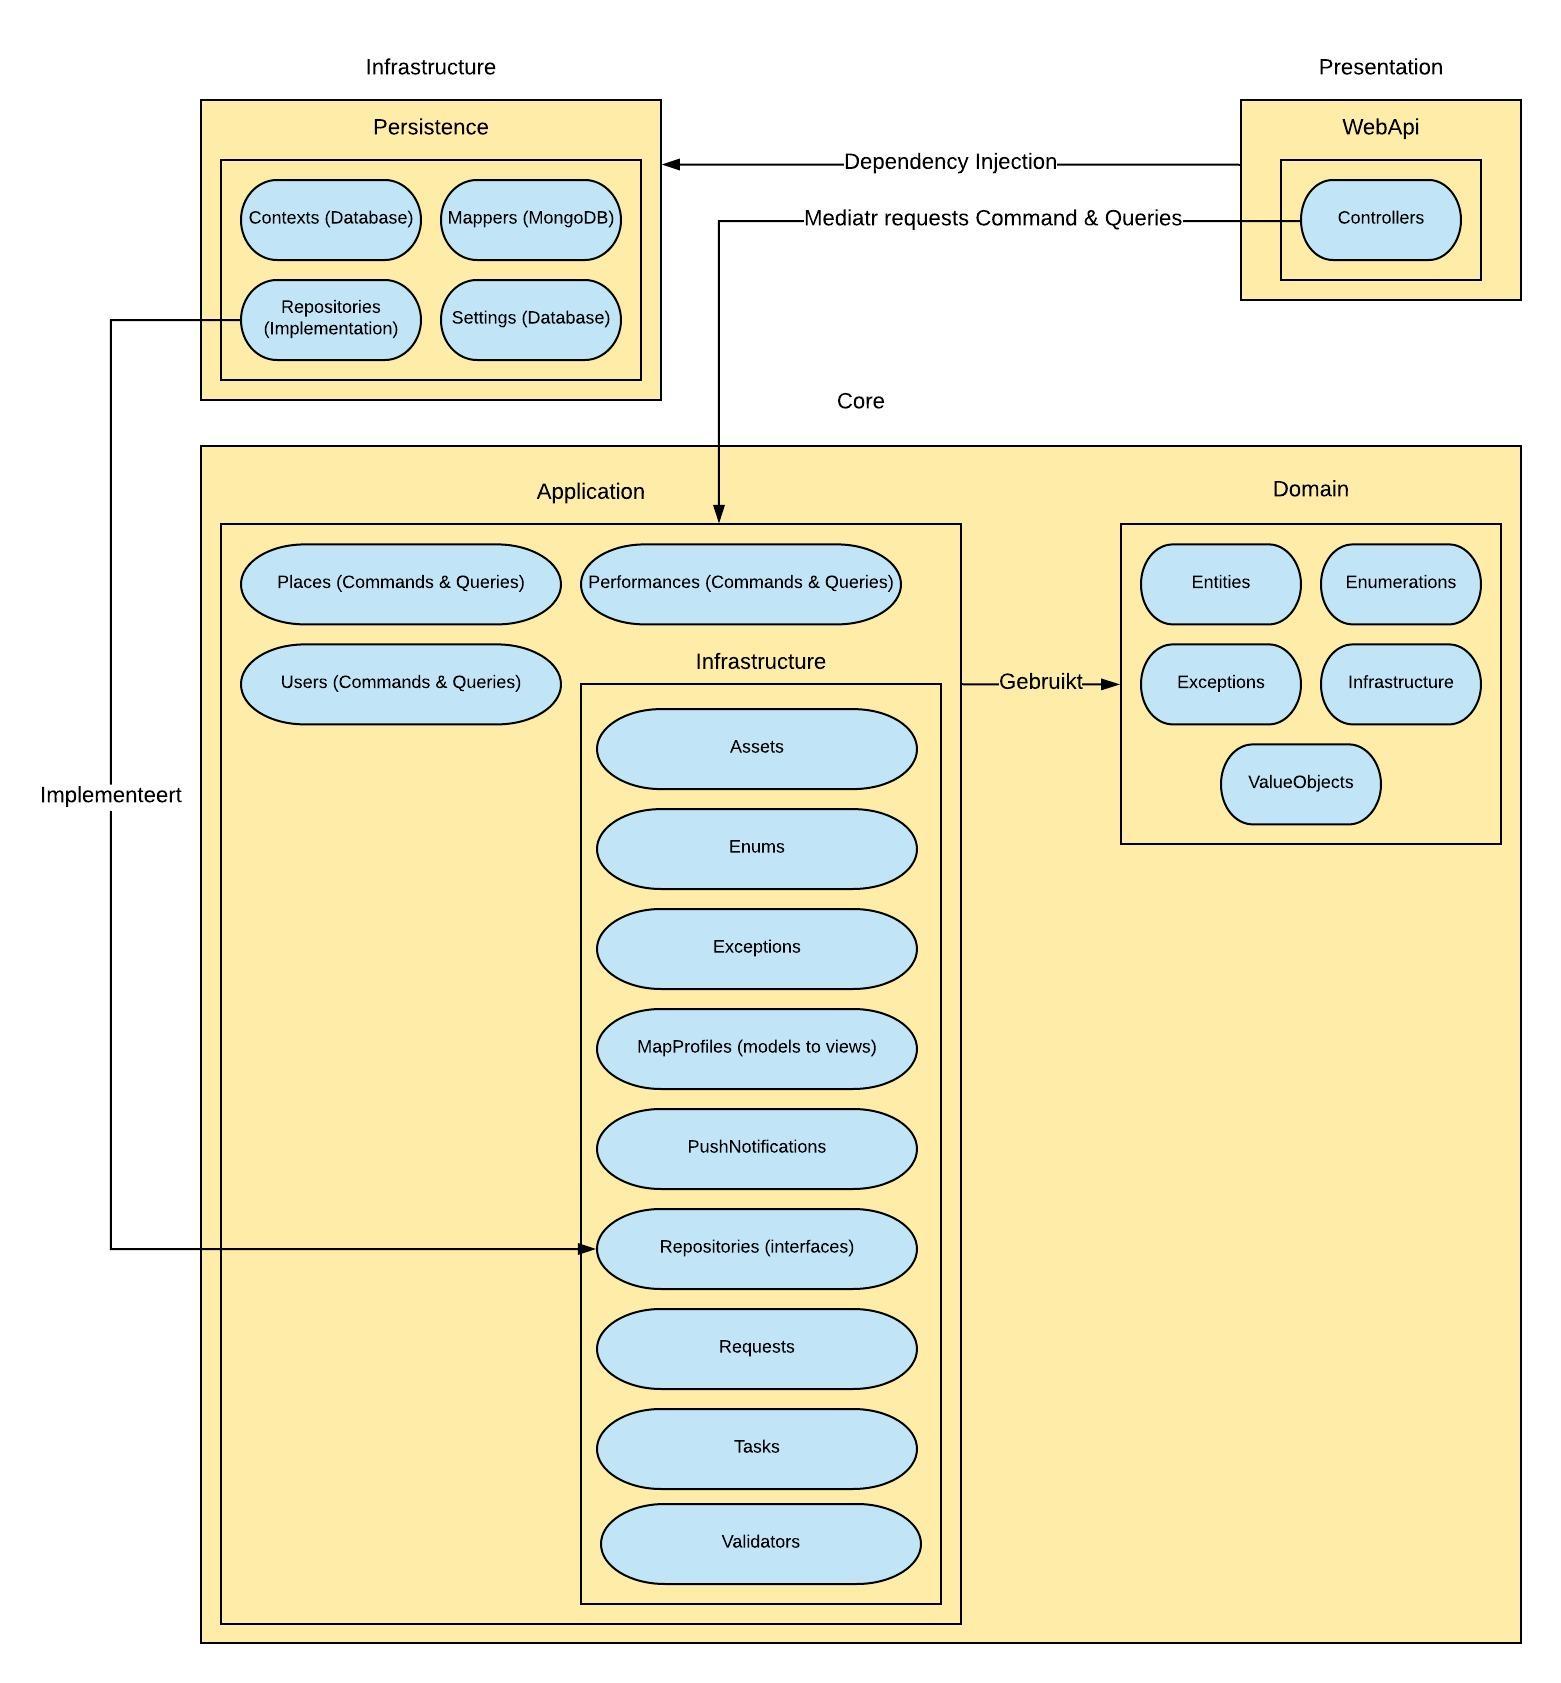 Infrastructure
Presentation
Persistence
WebApi
Dependency Injection
Contexts (Database)
Mappers (MongoDB)
Mediatr requests Command & Queries
Controllers
Repositories
(Implementation)
Settings (Database)
Core
Application
Domain
Places (Commands & Queries)
Performances (Commands & Queries)
Entities
Enumerations
Users (Commands & Queries)
Infrastructure
Gebruikt
Exceptions
Infrastructure
Assets
ValueObjects
Implementeert
Enums
Exceptions
MapProfiles (models to views)
PushNotifications
Repositories (interfaces)
Requests
Tasks
Validators